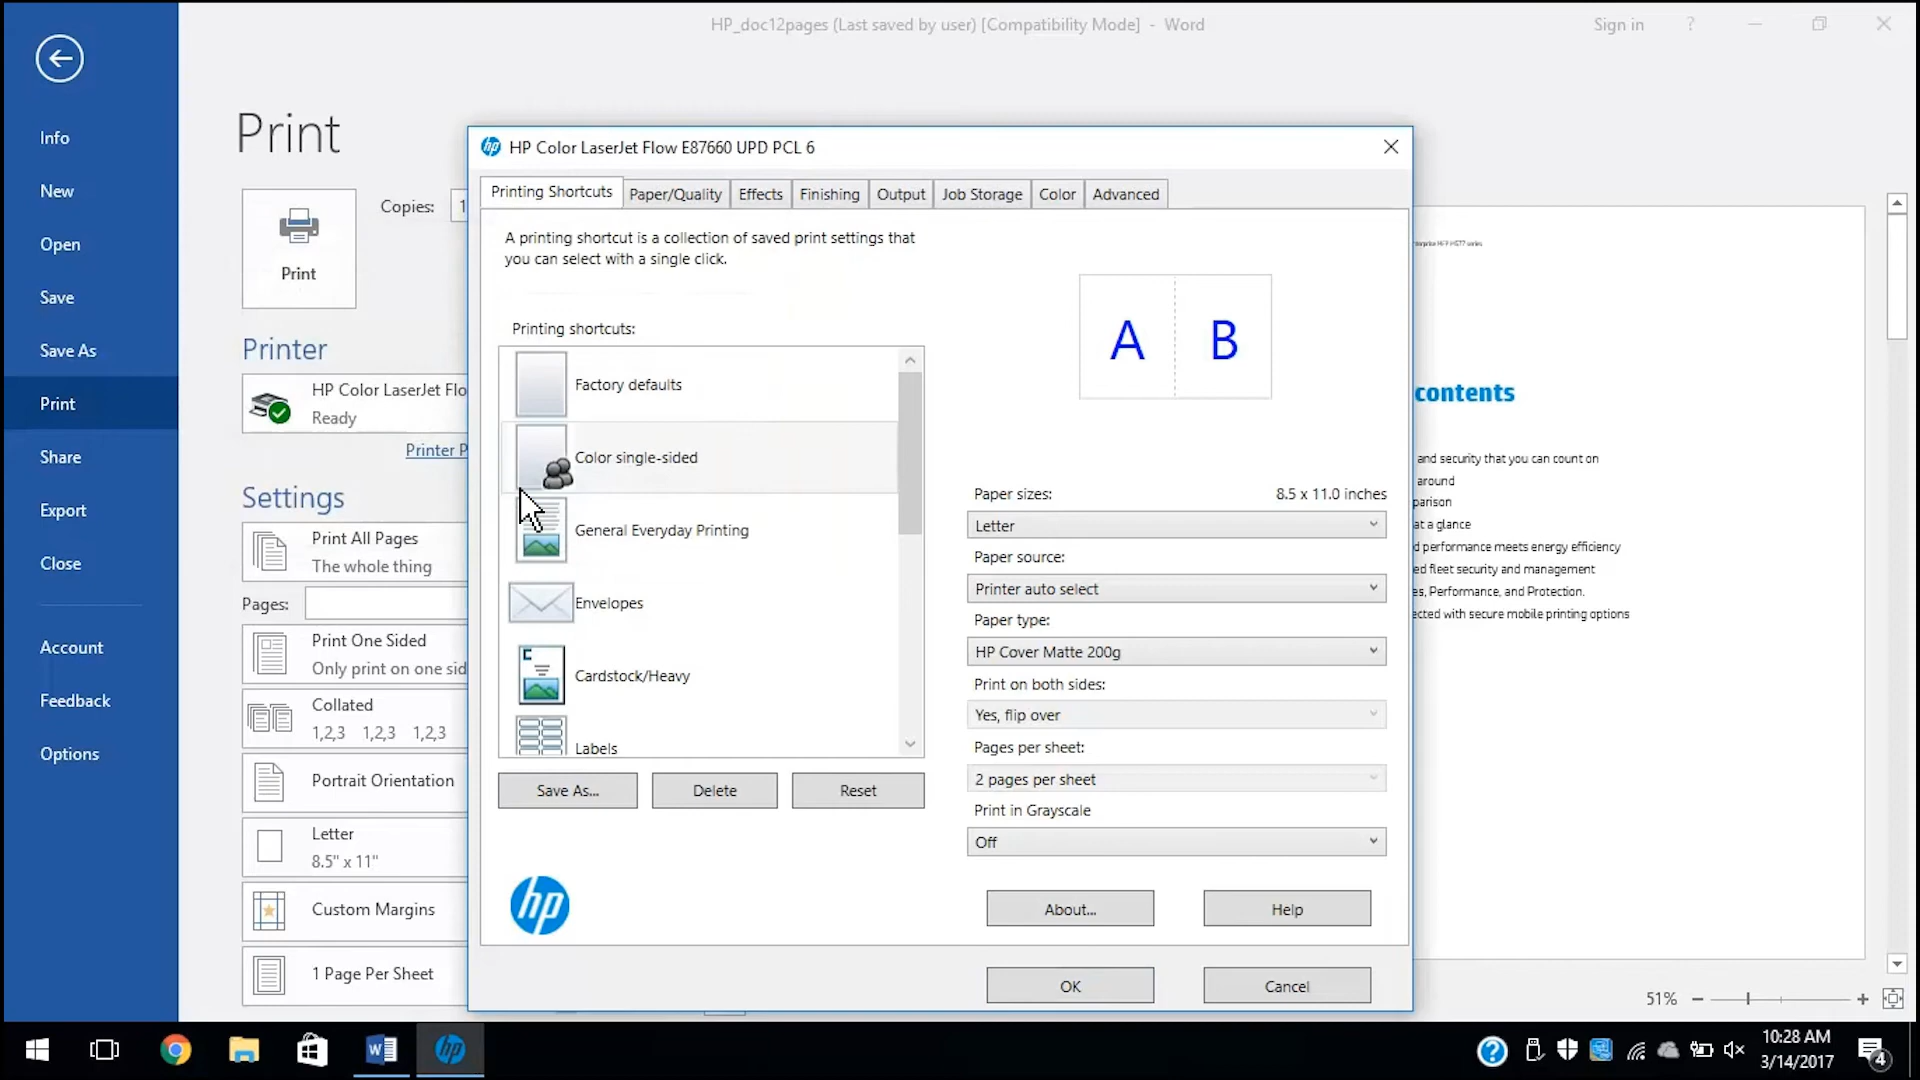 HP_doc12pages (Last saved by user) [Compatibility Mode] - Word
Sign in
?
Info
New
Open
Save
Save As
Print
Share
Export
Close
Account
Feedback
Options
Print
Print
Copies: 1
Printer
HP Color LaserJet Flo
Ready
Printer P
Settings
Print All Pages
The whole thing
Pages:
Print One Sided
Only print on one sid
Collated
1,2,3 1,2,3 1,2,3
Portrait Orientation
Letter
8.5" x 11"
Custom Margins
1 Page Per Sheet
hp HP Color LaserJet Flow E87660 UPD PCL 6
Printing Shortcuts
Paper/Quality
Effects
Finishing
Output
Job Storage
Color
Advanced
A printing shortcut is a collection of saved print settings that
you can select with a single click.
Printing shortcuts:
Factory defaults
Color single-sided
General Everyday Printing
Envelopes
C
Cardstock/Heavy
Labels
Save As...
Delete
Reset
A B
Paper sizes: 8.5 x 11.0 inches
Letter
Paper source:
Printer auto select
Paper type:
HP Cover Matte 200g
Print on both sides:
Yes, flip over
Pages per sheet:
2 pages per sheet
Print in Grayscale
Off
hp
About...
Help
OK
Cancel
contents
and security that you can count on
around
parison
at a glance
d performance meets energy efficiency
ed fleet security and management
es, Performance, and Protection.
ected with secure mobile printing options
51%
W
hp
?
10:28 AM
3/14/2017
4